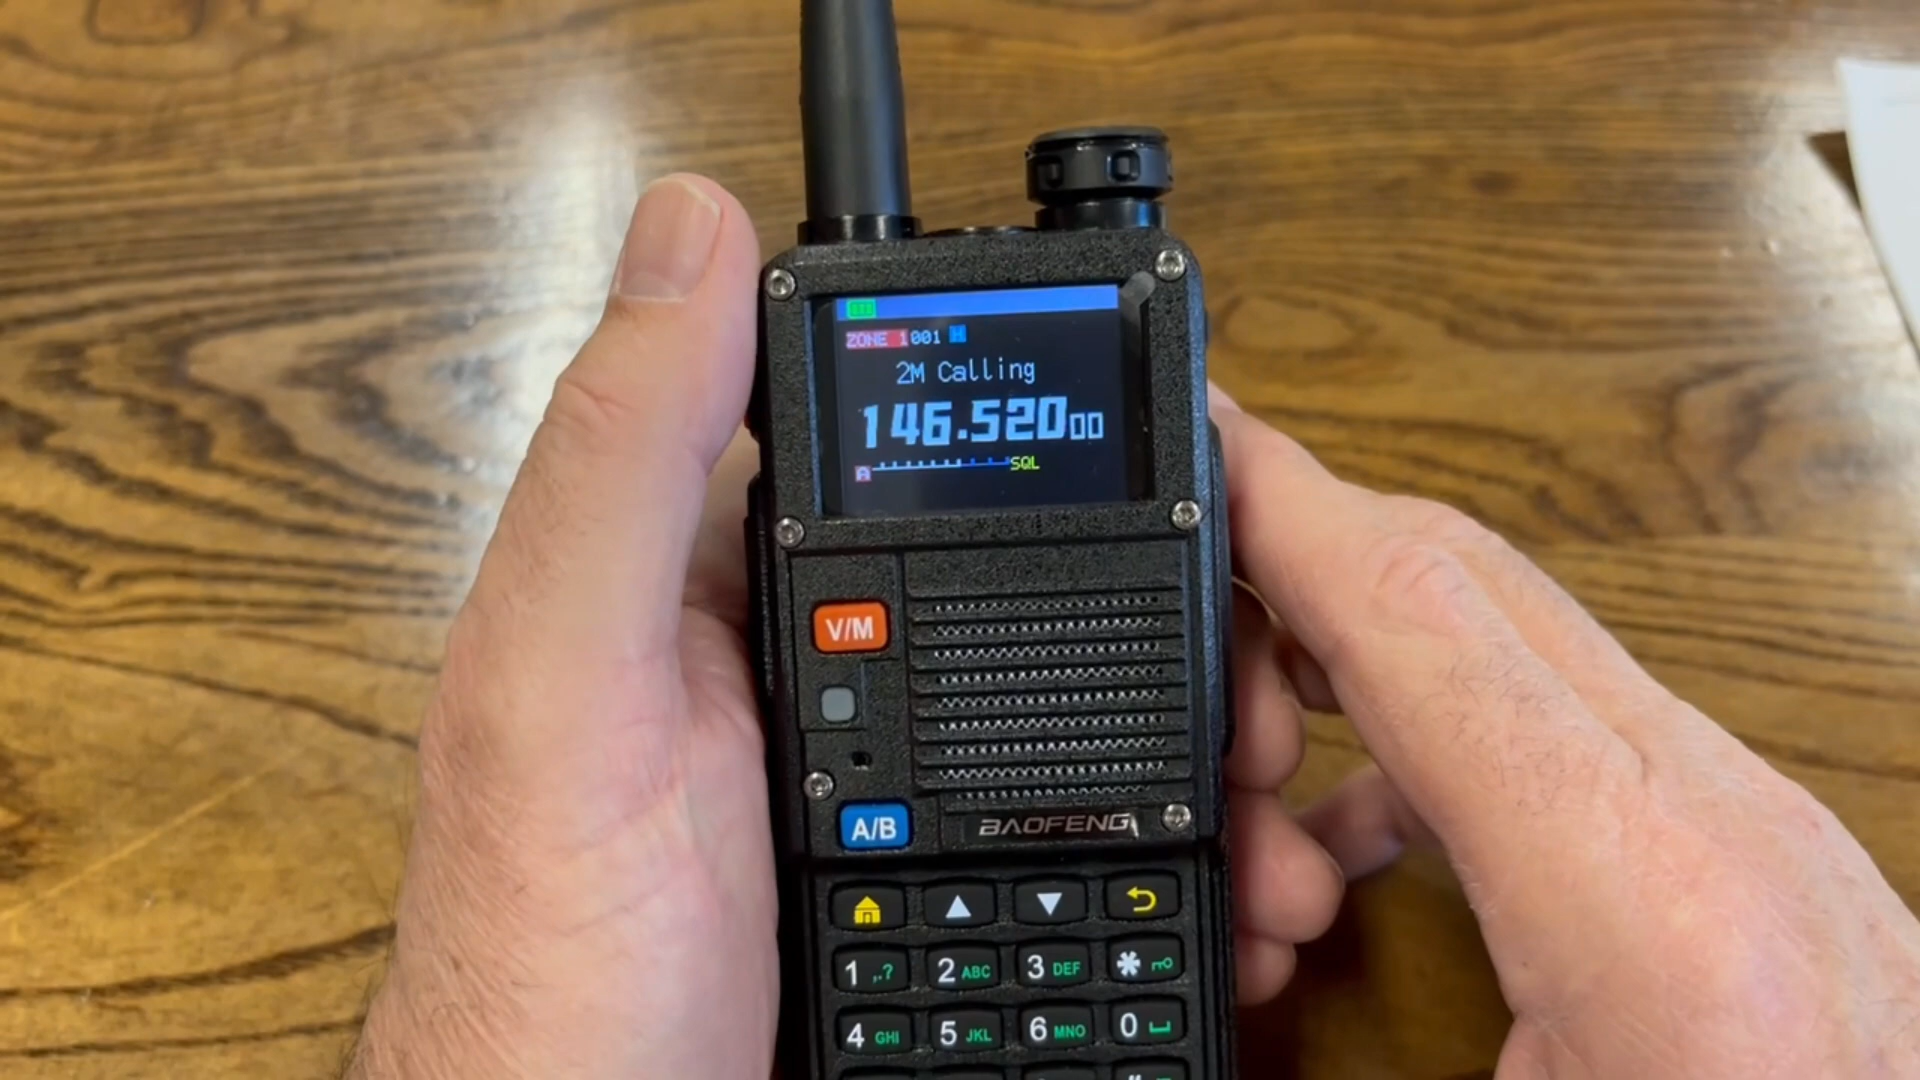 ZONE 1 001 H
2M Calling
146.52000
A SQL
V/M
A/B
BAOFENG
1 ,.? 2 ABC 3 DEF *
4 GHI 5 JKL 6 MNO 0